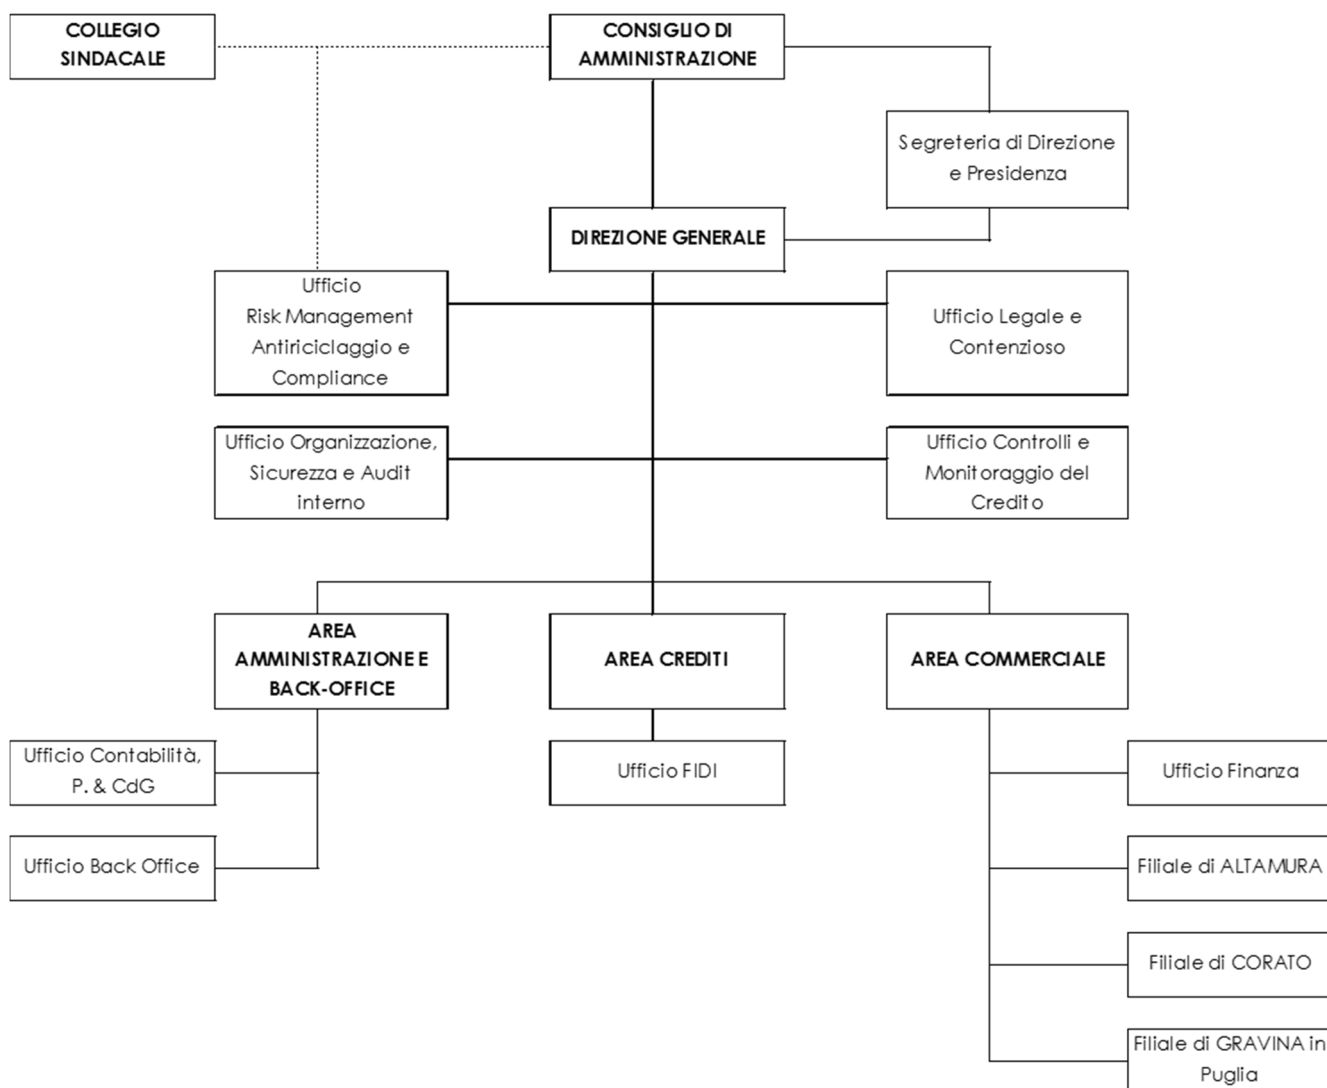 COLLEGIO
SINDACALE
CONSIGLIO DI
AMMINISTRAZIONE
Segreteria di Direzione
e Presidenza
DIREZIONE GENERALE
Ufficio
Risk Management
Antiriciclaggio e
Compliance
Ufficio Legale e
Contenzioso
Ufficio Organizzazione,
Sicurezza e Audit
interno
Ufficio Controlli e
Monitoraggio del
Credito
AREA
AMMINISTRAZIONE E
BACK-OFFICE
AREA CREDITI
AREA COMMERCIALE
Ufficio Contabilità,
P. & CdG
Ufficio FIDI
Ufficio Finanza
Ufficio Back Office
Filiale di ALTAMURA
Filiale di CORATO
Filiale di GRAVINA in
Puglia